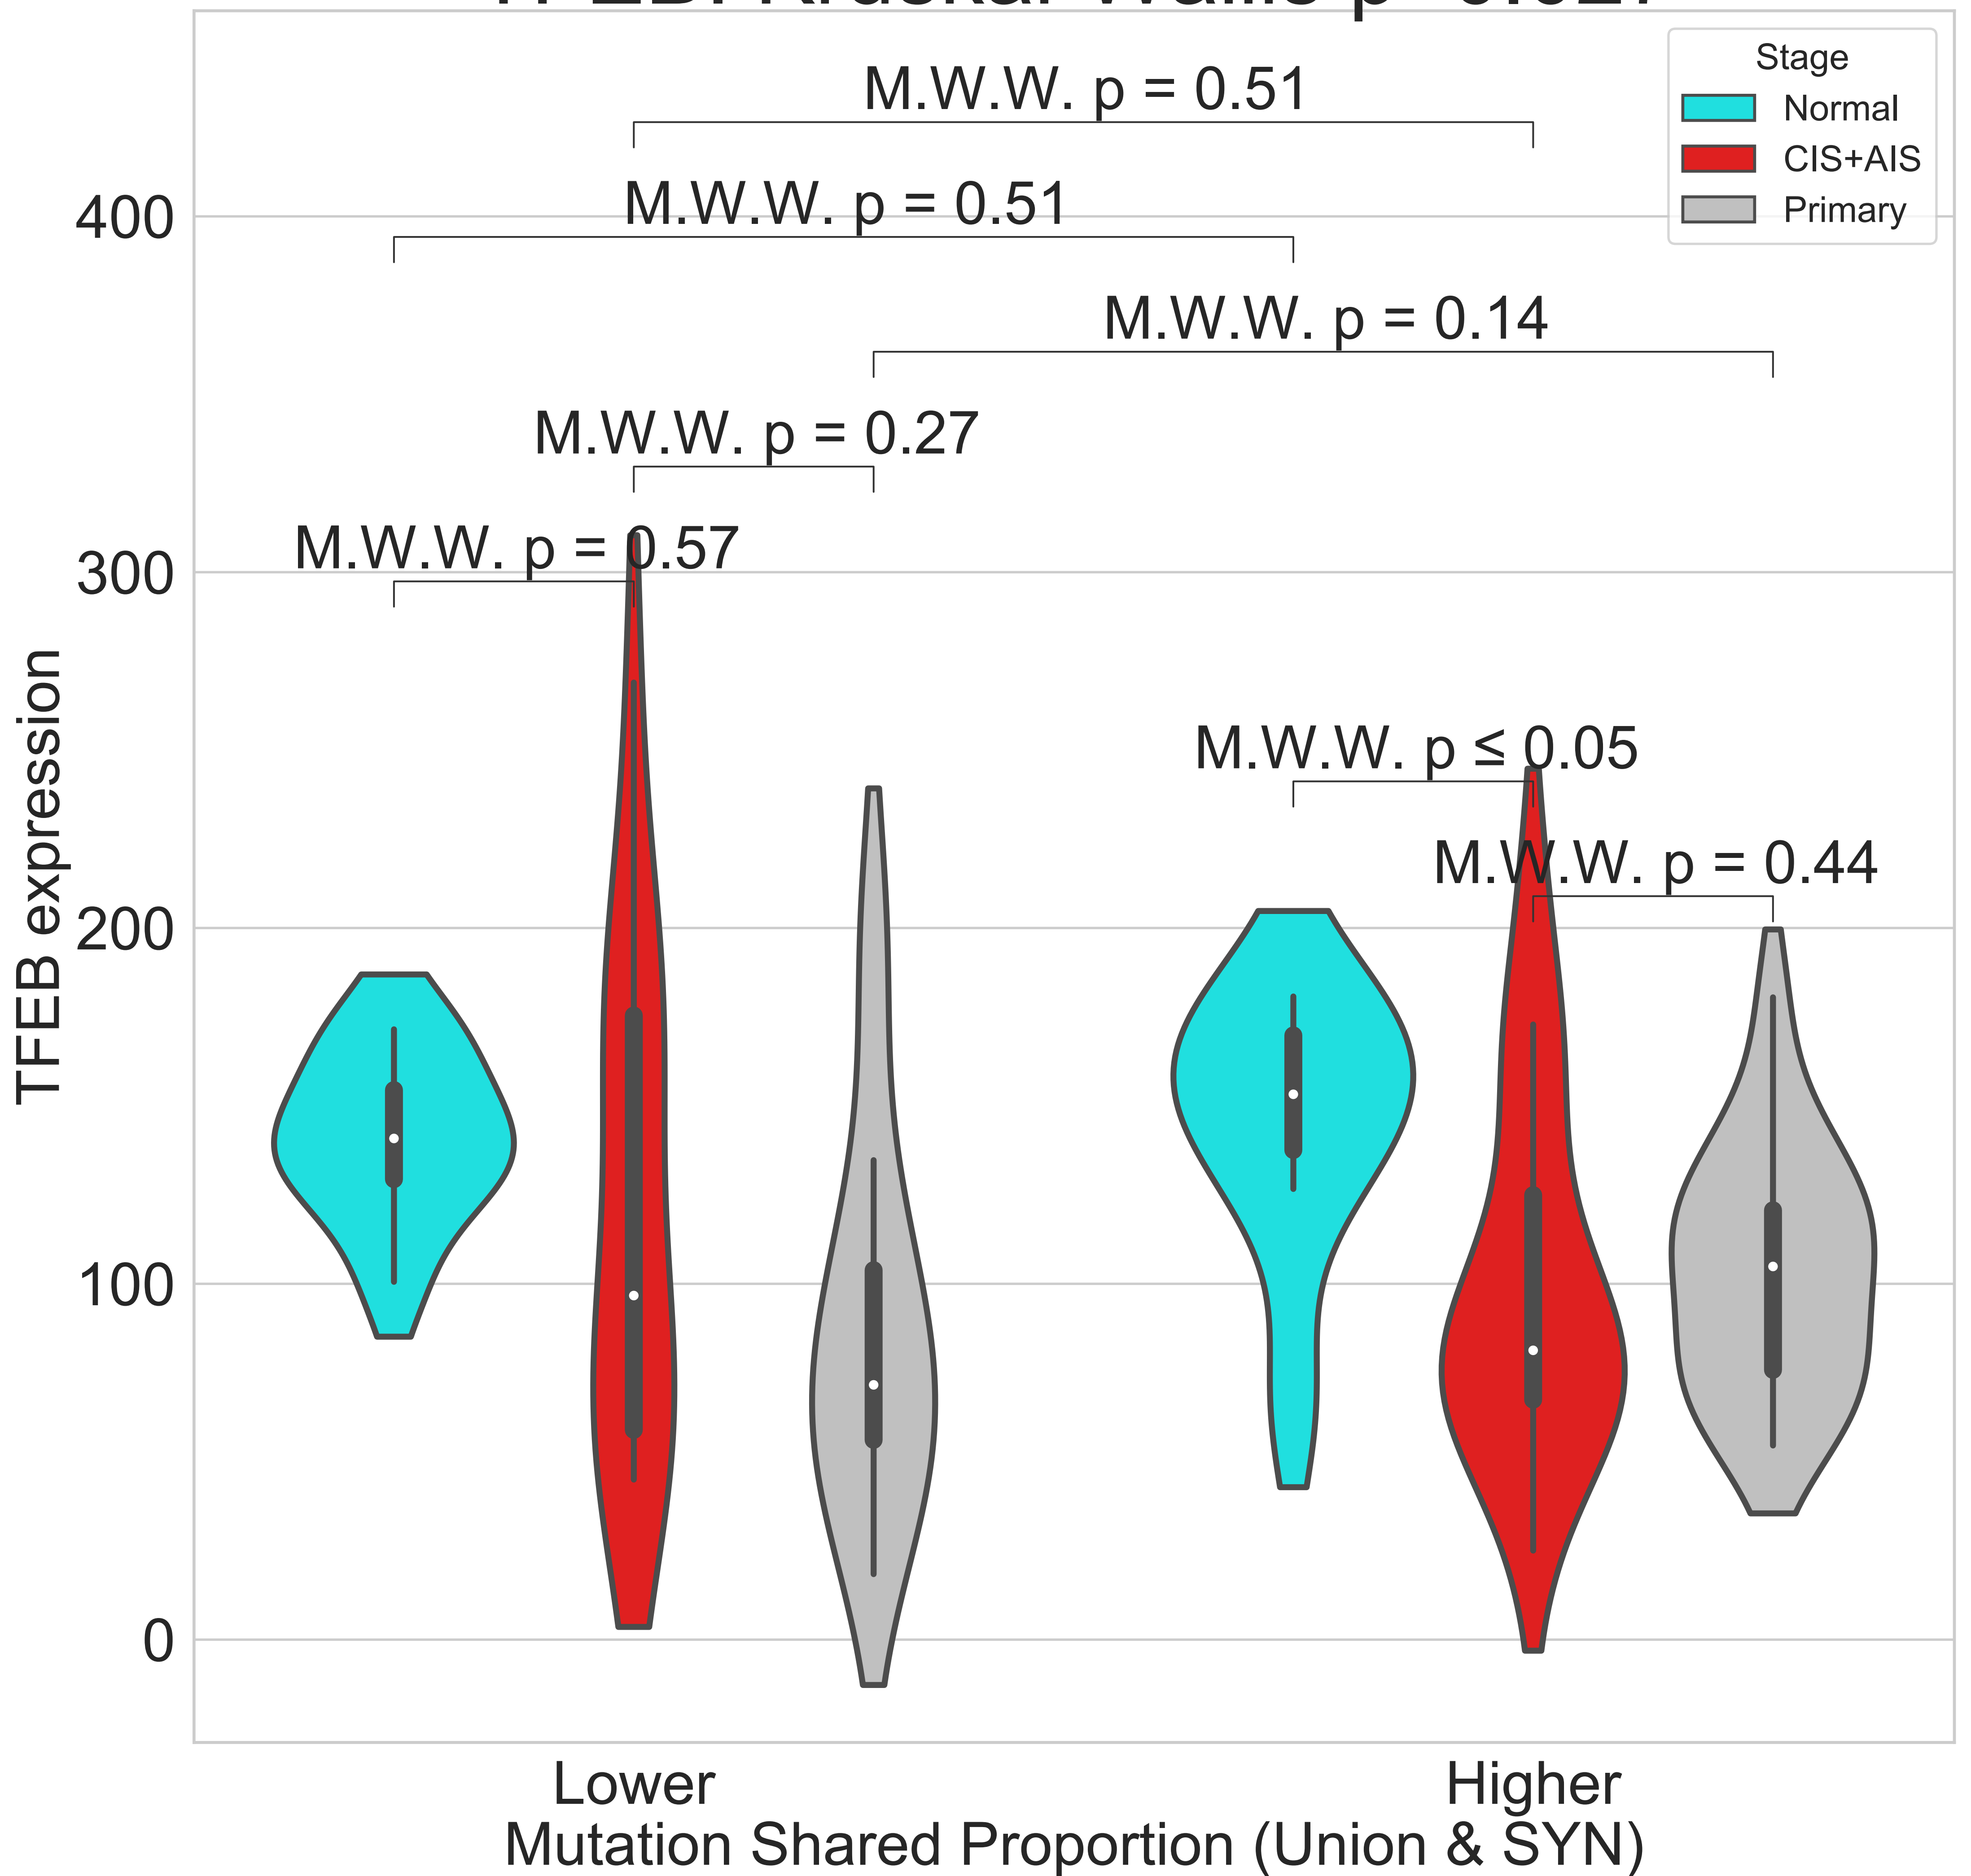 Stage
Normal
CIS+AIS
Primary
M.W.W. p = 0.51
M.W.W. p = 0.51
M.W.W. p = 0.14
M.W.W. p = 0.27
M.W.W. p = 0.57
M.W.W. p ≤ 0.05
M.W.W. p = 0.44
400
300
200
100
0
TFEB expression
Lower
Higher
Mutation Shared Proportion (Union & SYN)